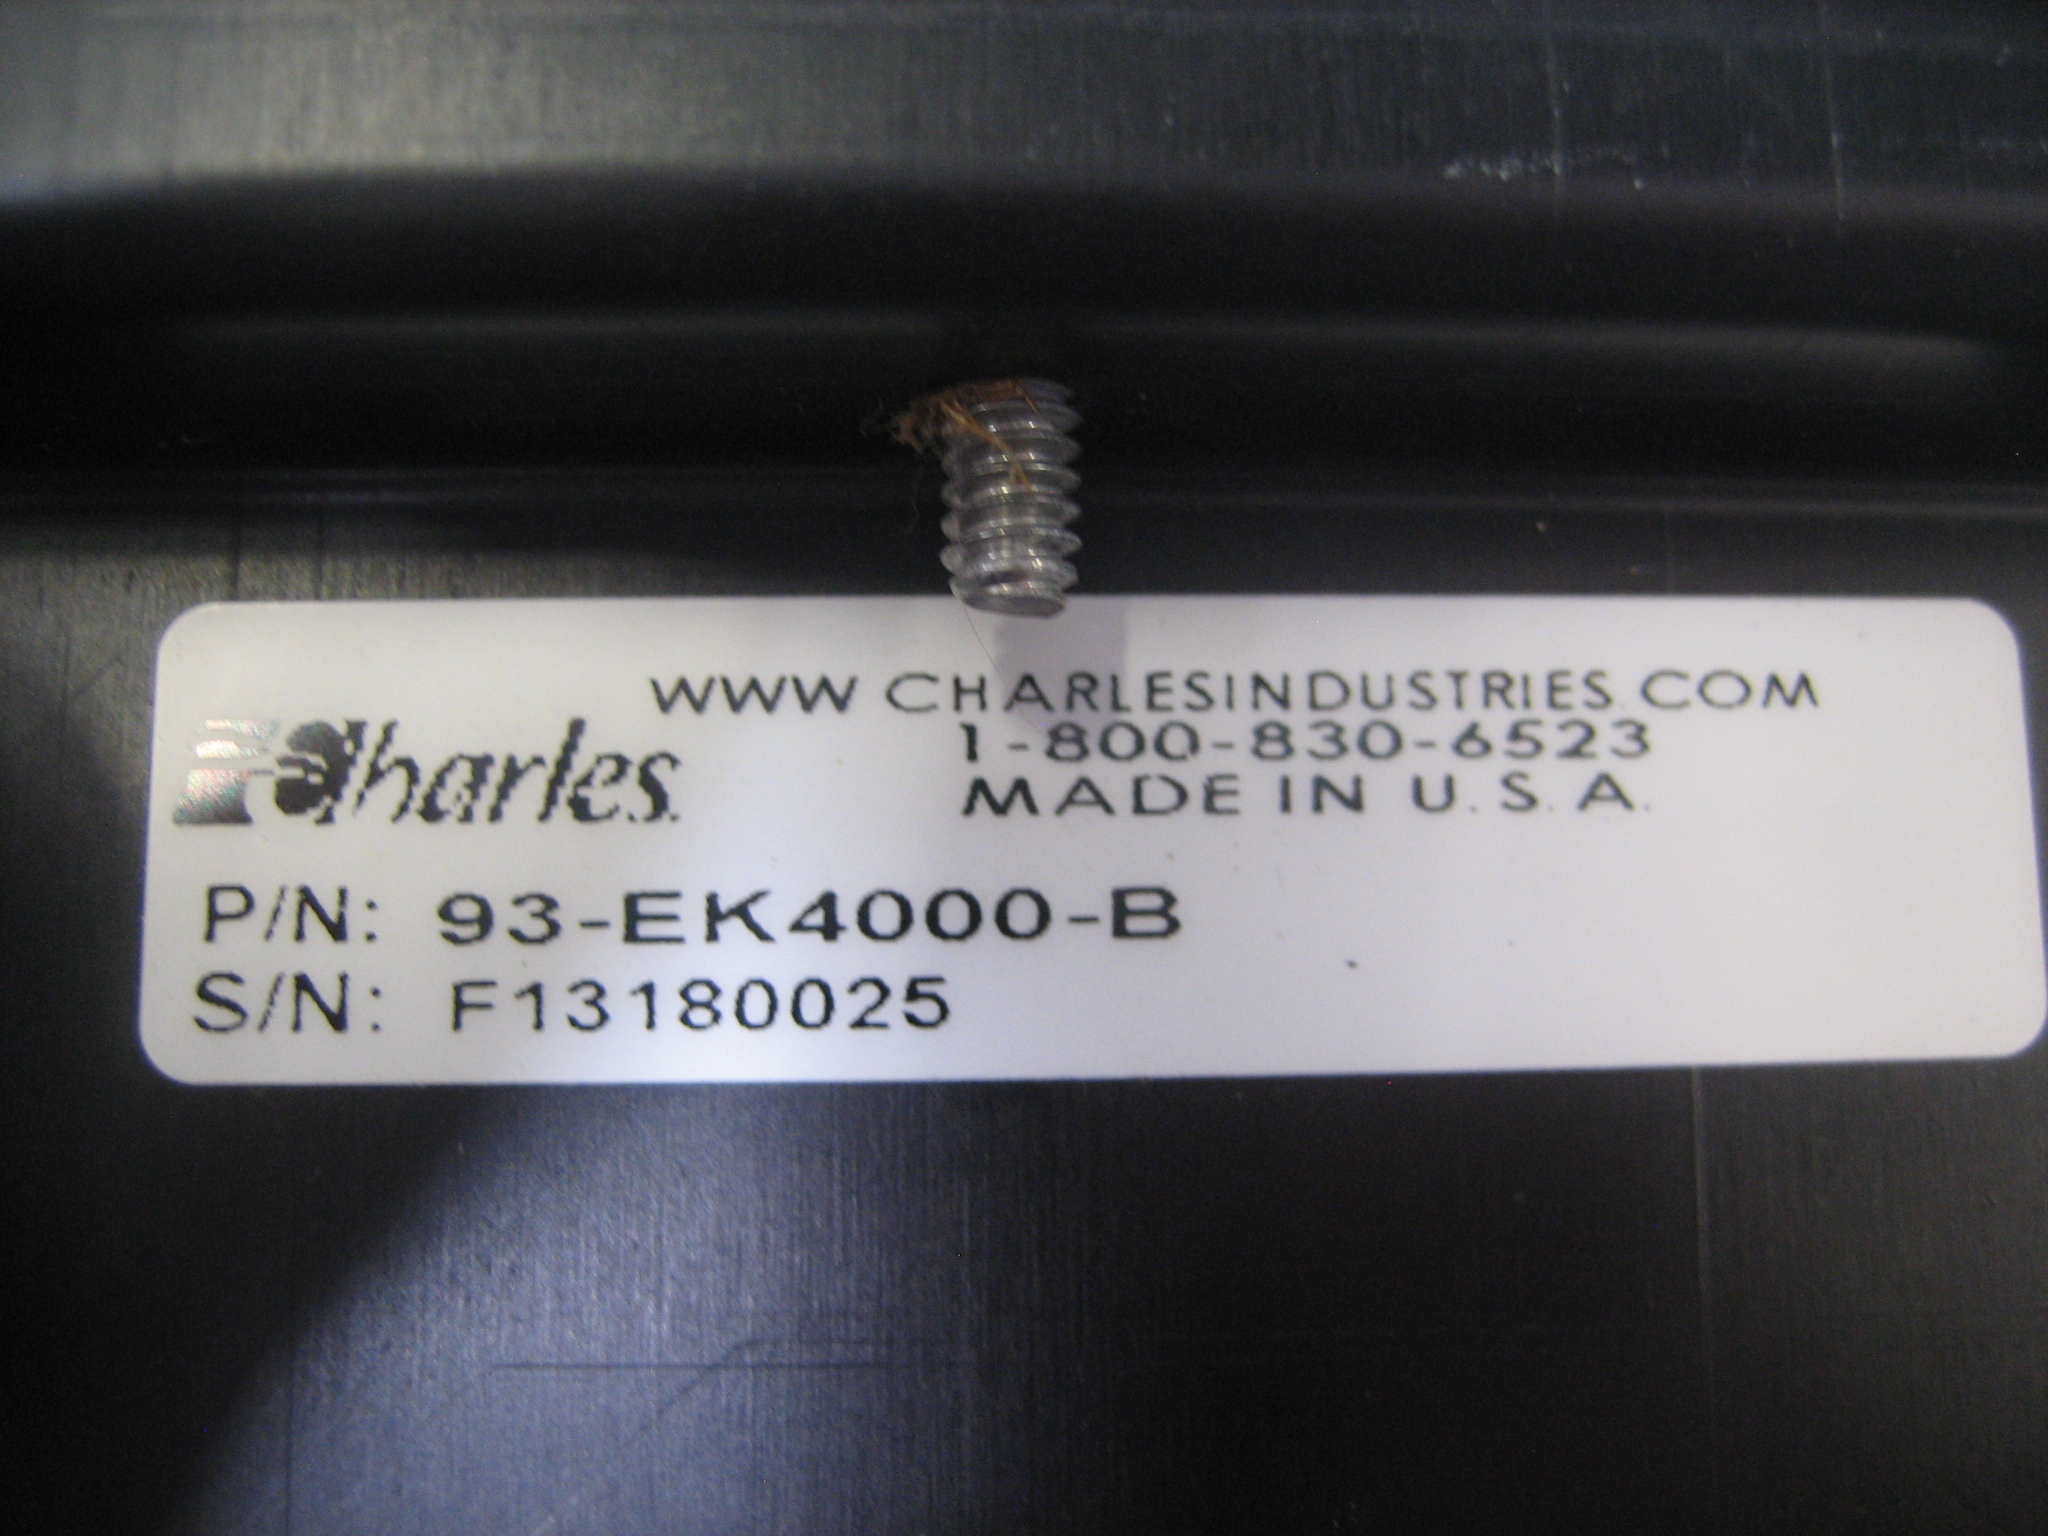 WWW.CHARLESINDUSTRIES.COM
1-800-830-6523
MADE IN U.S.A.
Charles
P/N: 93-EK4000-B
S/N: F13180025